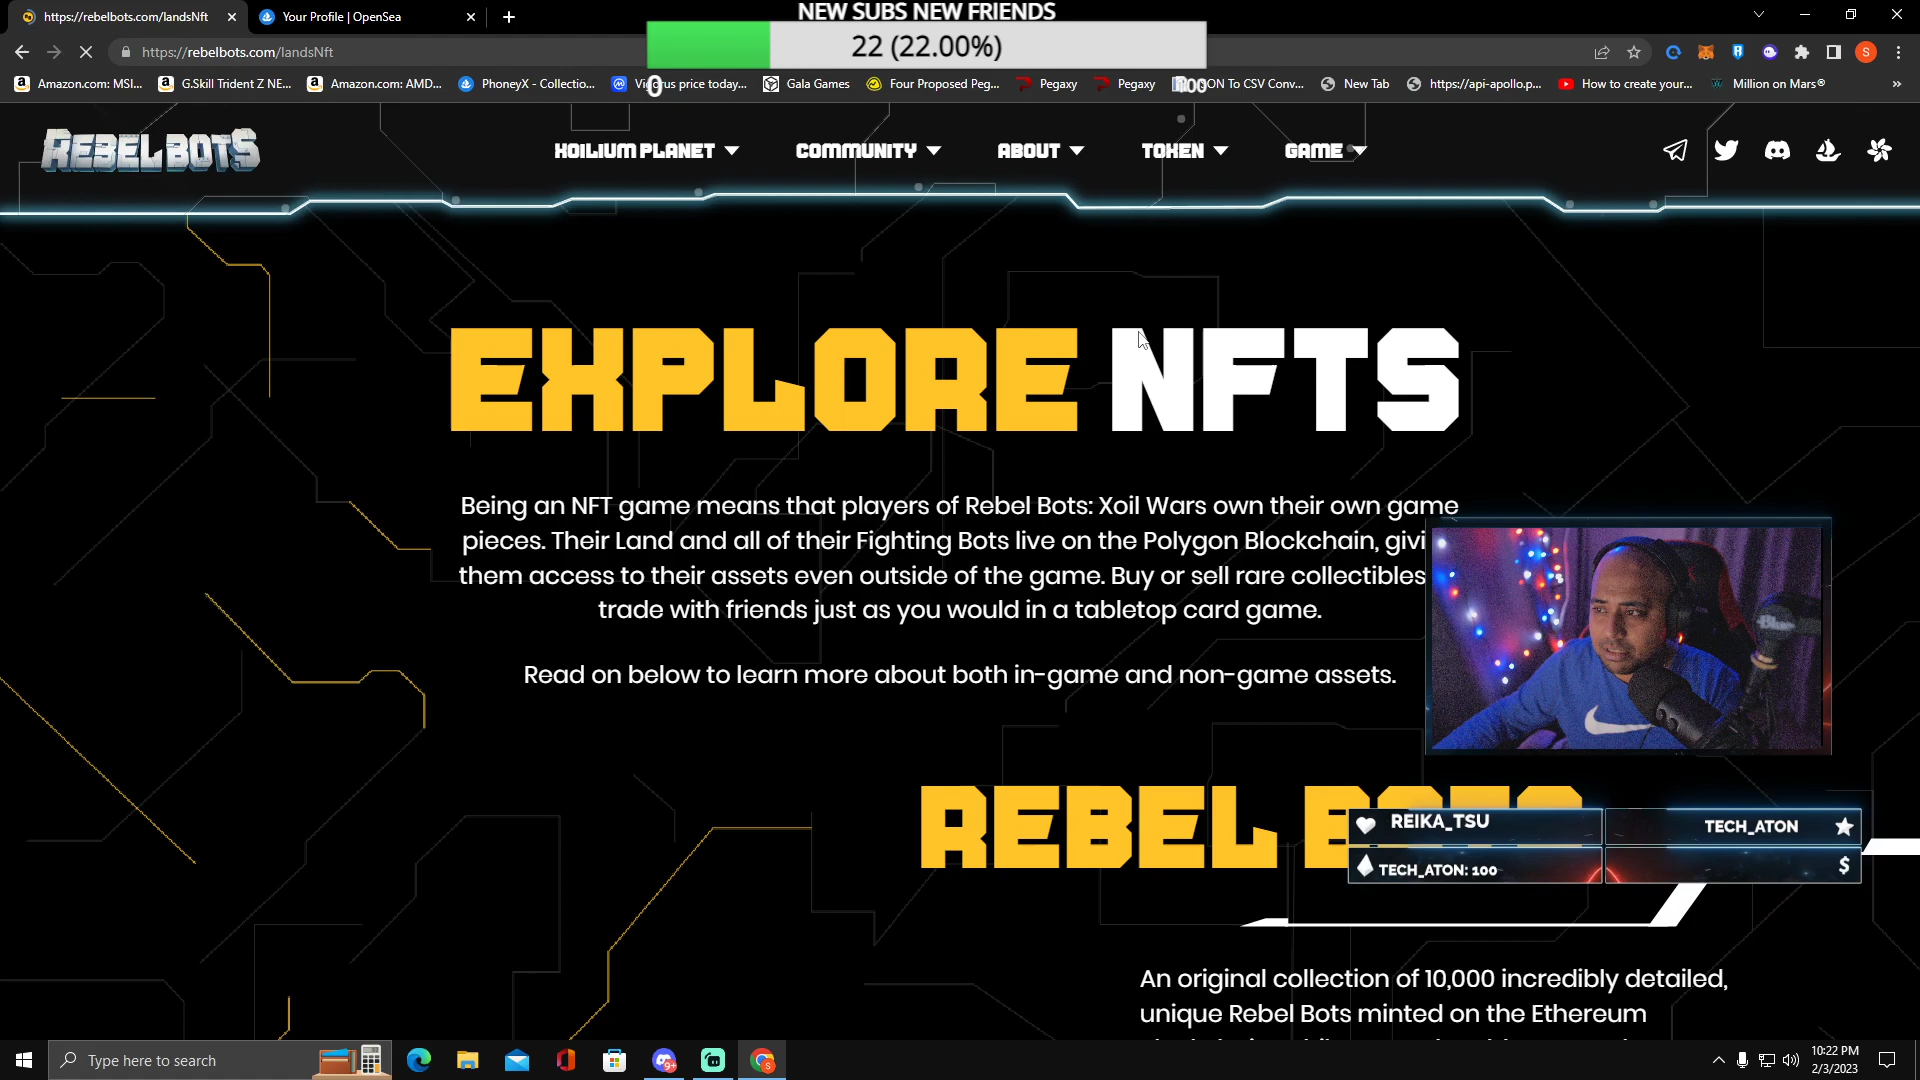 https://rebelbots.com/landsNft
Your Profile | OpenSea
NEW SUBS NEW FRIENDS
22 (22.00%)
0
100
https://rebelbots.com/landsNft
S
Amazon.com: MSI...
G.Skill Trident Z NE...
Amazon.com: AMD...
PhoneyX - Collectio...
price today...
Gala Games
Four Proposed Peg...
Pegaxy
Pegaxy
To CSV Conv...
New Tab
https://api-apollo.p...
How to create your...
Million on Mars®
»
REBEL BOTS
XOILIUM PLANET
COMMUNITY
ABOUT
TOKEN
GAME
EXPLORE NFTS
Being an NFT game means that players of Rebel Bots: Xoil Wars own their own game
pieces. Their Land and all of their Fighting Bots live on the Polygon Blockchain, givi
them access to their assets even outside of the game. Buy or sell rare collectibles
trade with friends just as you would in a tabletop card game.
Read on below to learn more about both in-game and non-game assets.
Blue
REBEL
REIKA_TSU
TECH_ATON
TECH_ATON: 100
$
An original collection of 10,000 incredibly detailed,
unique Rebel Bots minted on the Ethereum
Type here to search
9+
10:22 PM
2/3/2023